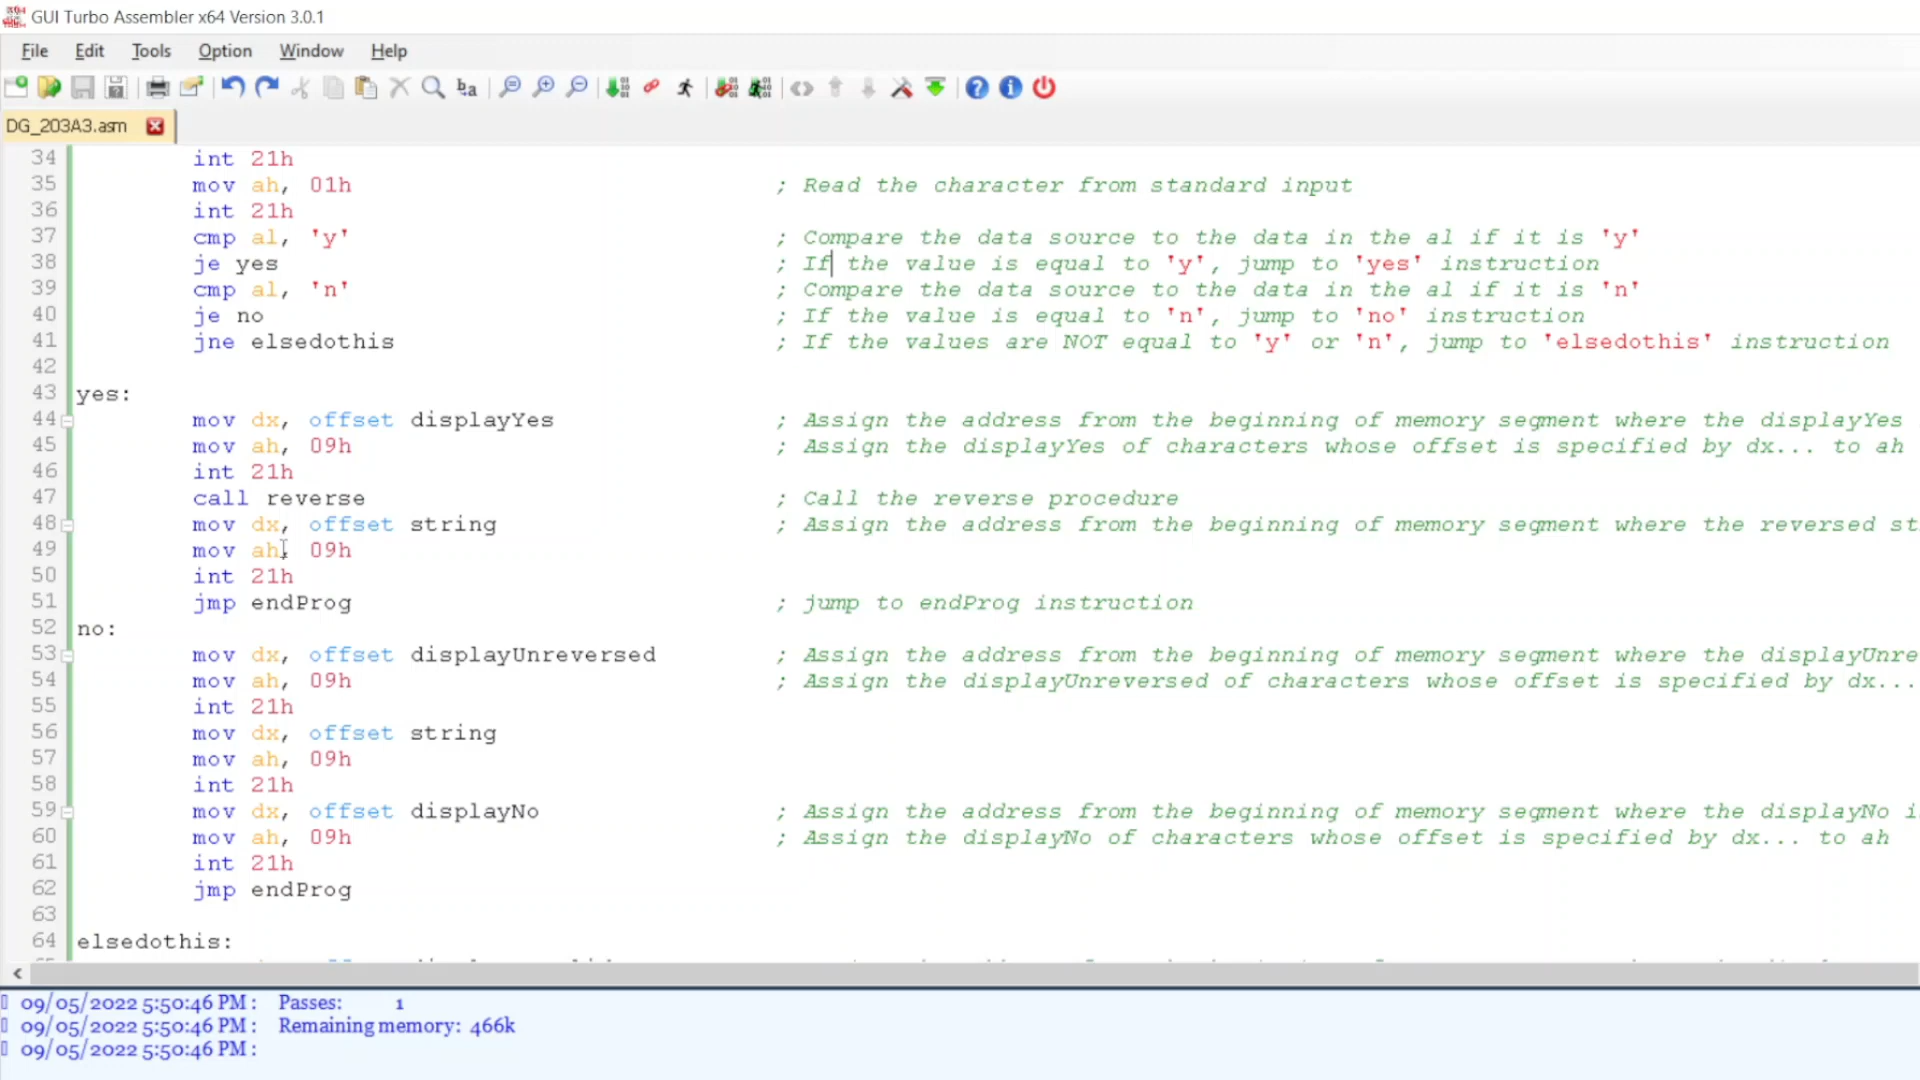 GUI Turbo Assembler x64 Version 3.0.1
File Edit Tools Option Window Help
DG_203A3.asm
34 int 21h
35 mov ah, 01h ; Read the character from standard input
36 int 21h
37 cmp al, 'y' ; Compare the data source to the data in the al if it is 'y'
38 je yes ; If the value is equal to 'y', jump to 'yes' instruction
39 cmp al, 'n' ; Compare the data source to the data in the al if it is 'n'
40 je no ; If the value is equal to 'n', jump to 'no' instruction
41 jne elsedothis ; If the values are NOT equal to 'y' or 'n', jump to 'elsedothis' instruction
42
43 yes:
44 mov dx, offset displayYes ; Assign the address from the beginning of memory segment where the displayYes
45 mov ah, 09h ; Assign the displayYes of characters whose offset is specified by dx... to ah
46 int 21h
47 call reverse ; Call the reverse procedure
48 mov dx, offset string ; Assign the address from the beginning of memory segment where the reversed st
49 mov ah, 09h
50 int 21h
51 jmp endProg ; jump to endProg instruction
52 no:
53 mov dx, offset displayUnreversed ; Assign the address from the beginning of memory segment where the displayUnre
54 mov ah, 09h ; Assign the displayUnreversed of characters whose offset is specified by dx...
55 int 21h
56 mov dx, offset string
57 mov ah, 09h
58 int 21h
59 mov dx, offset displayNo ; Assign the address from the beginning of memory segment where the displayNo i
60 mov ah, 09h ; Assign the displayNo of characters whose offset is specified by dx... to ah
61 int 21h
62 jmp endProg
63
64 elsedothis:
09/05/2022 5:50:46 PM : Passes: 1
09/05/2022 5:50:46 PM : Remaining memory: 466k
09/05/2022 5:50:46 PM :